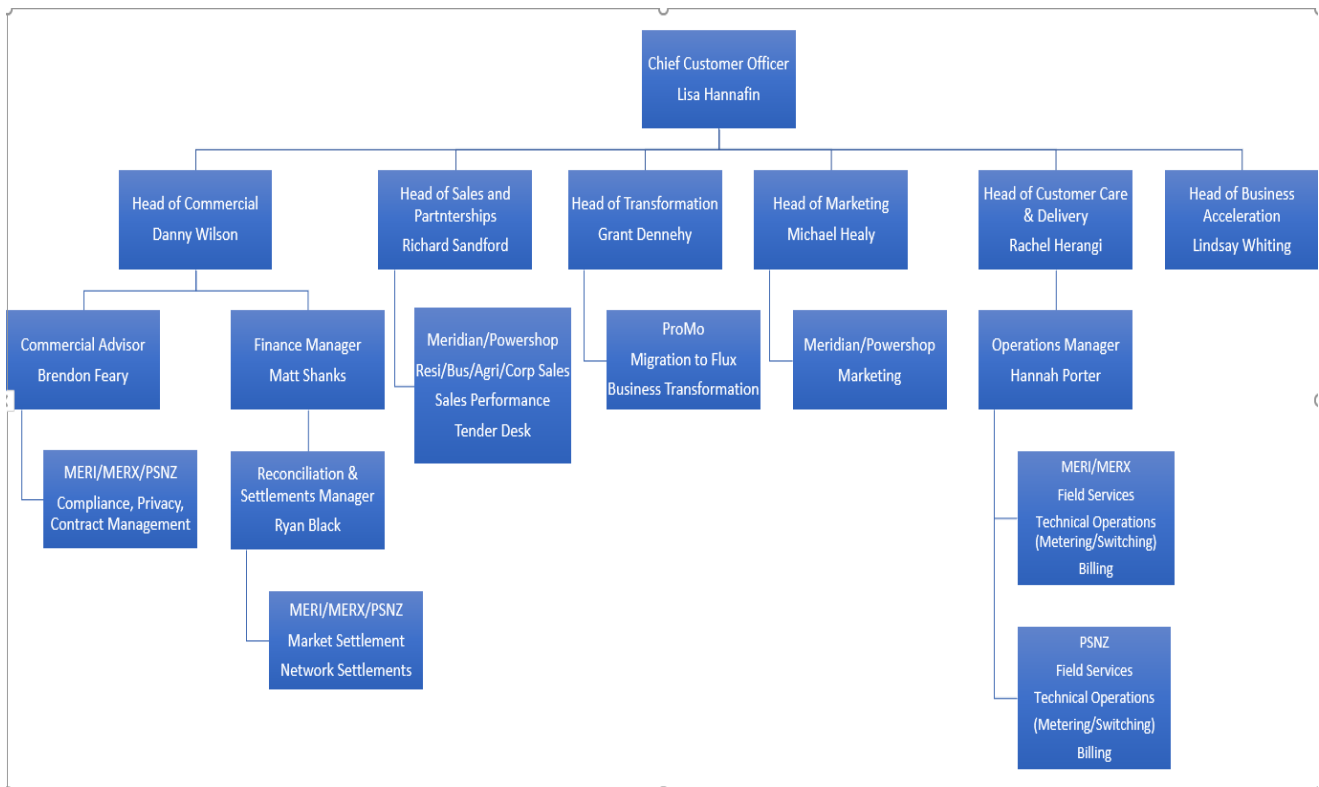 Chief Customer Officer
Lisa Hannafin
Head of Commercial
Danny Wilson
Head of Sales and
Partnterships
Richard Sandford
Head of Transformation
Grant Dennehy
Head of Marketing
Michael Healy
Head of Customer Care
& Delivery
Rachel Herangi
Head of Business
Acceleration
Lindsay Whiting
Commercial Advisor
Brendon Feary
Finance Manager
Matt Shanks
Meridian/Powershop
Resi/Bus/Agri/Corp Sales
Sales Performance
Tender Desk
ProMo
Migration to Flux
Business Transformation
Meridian/Powershop
Marketing
Operations Manager
Hannah Porter
MERI/MERX/PSNZ
Compliance, Privacy,
Contract Management
Reconciliation &
Settlements Manager
Ryan Black
MERI/MERX
Field Services
Technical Operations
(Metering/Switching)
Billing
MERI/MERX/PSNZ
Market Settlement
Network Settlements
PSNZ
Field Services
Technical Operations
(Metering/Switching)
Billing